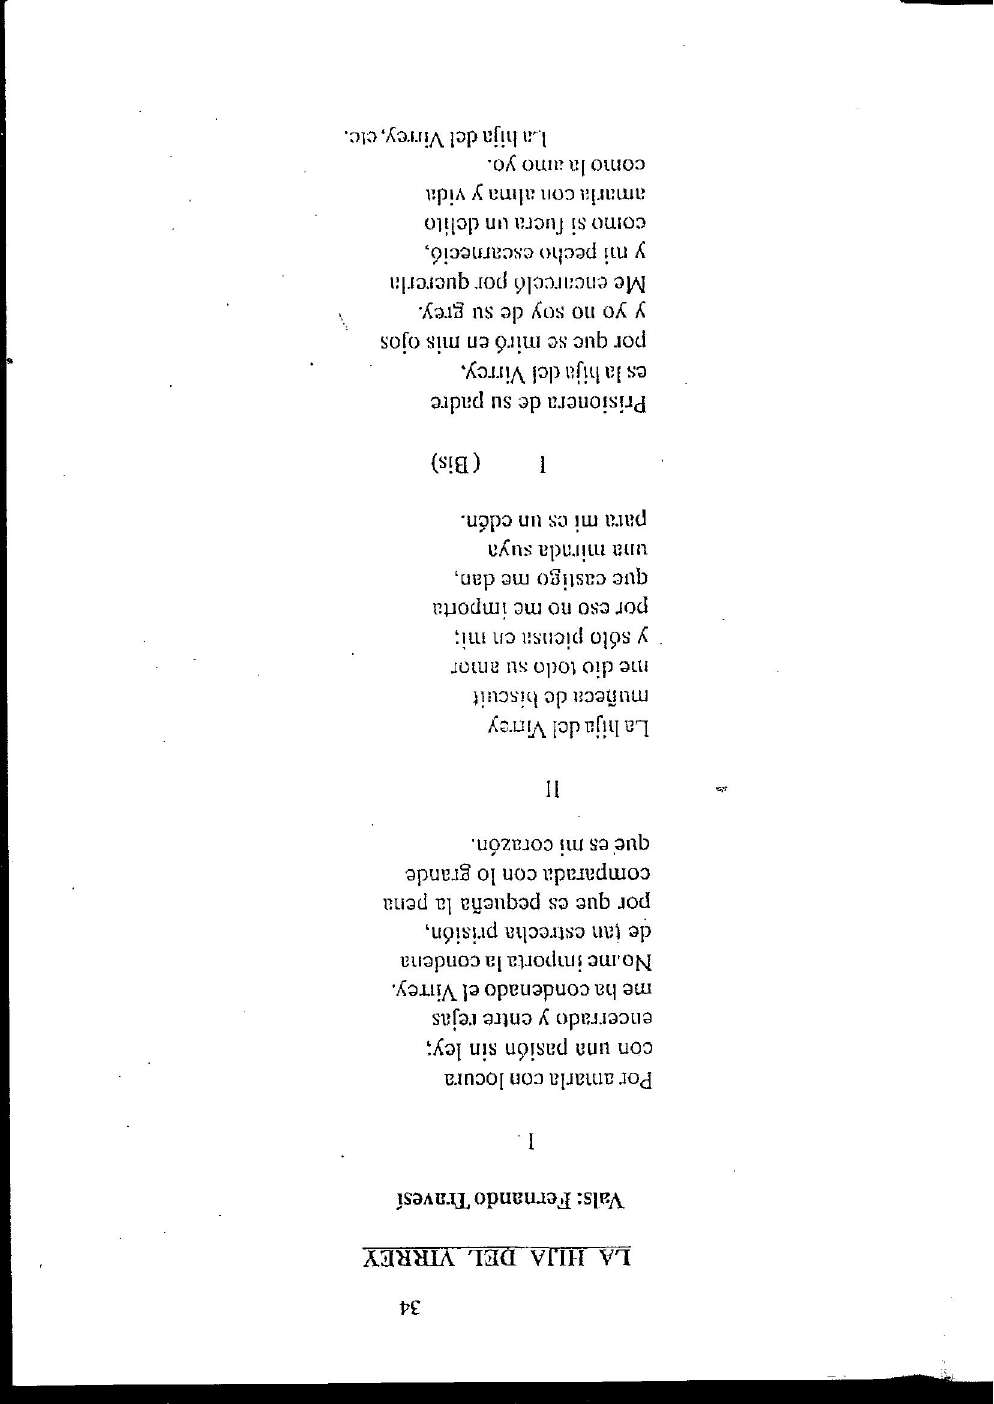 34
LA HIJA DEL VIRREY
Vals: Fernando Travesí
I
Por amarla con locura
con una pasión sin ley;
encerrado y entre rejas
me ha condenado el Virrey.
No me importa la condena
de tan estrecha prisión,
por que es pequeña la pena
comparada con lo grande
que es mi corazón.
II
La hija del Virrey
muñeca de biscuit
me dio todo su amor
y sólo piensa en mi;
por eso no me importa
que castigo me dan,
una mirada suya
para mi es un edén.
I (Bis)
Prisionera de su padre
es la hija del Virrey,
por que se miró en mis ojos
y yo no soy de su grey.
Me encarceló por quererla
y mi pecho escarneció,
como si fuera un delito
amarla con alma y vida
como la amo yo.
La hija del Virrey, etc.